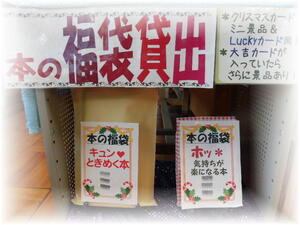 本の福袋貸出
*クリスマスカード
ミニ景品&
Luckyカード
*大吉カードが
入っていたら
さらに景品あり!
本の福袋
キュン♥
ときめく本
本の福袋
ホッ*
気持ちが
楽になる本